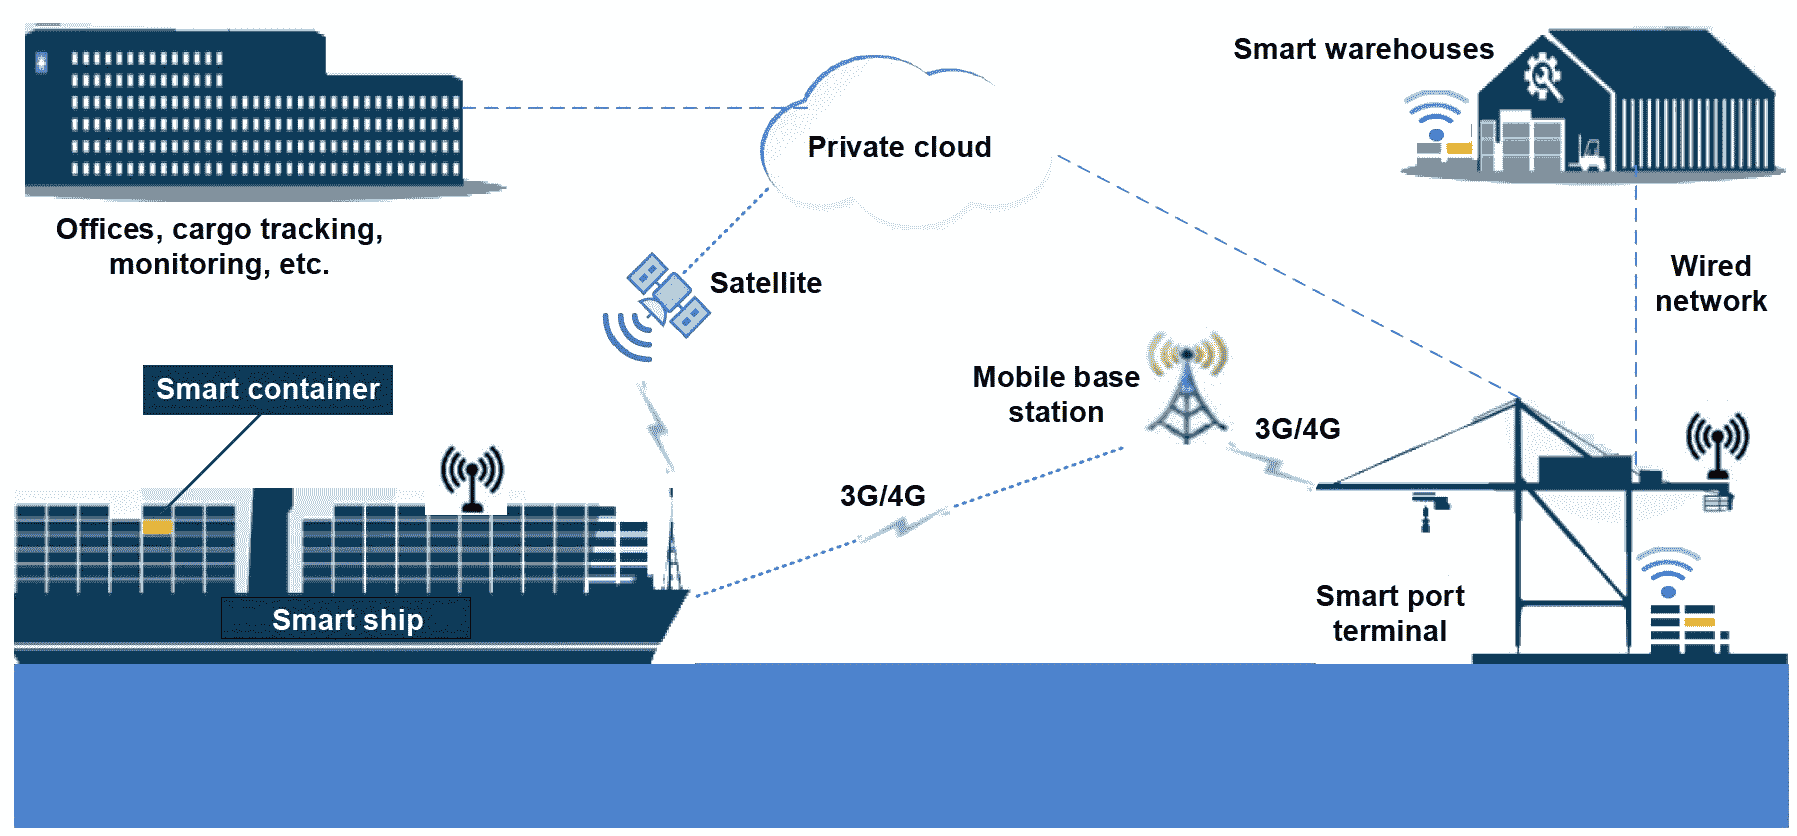 Smart warehouses
Private cloud
Offices, cargo tracking,
monitoring, etc.
Satellite
Wired
network
Smart container
Mobile base
station
3G/4G
3G/4G
Smart port
terminal
Smart ship